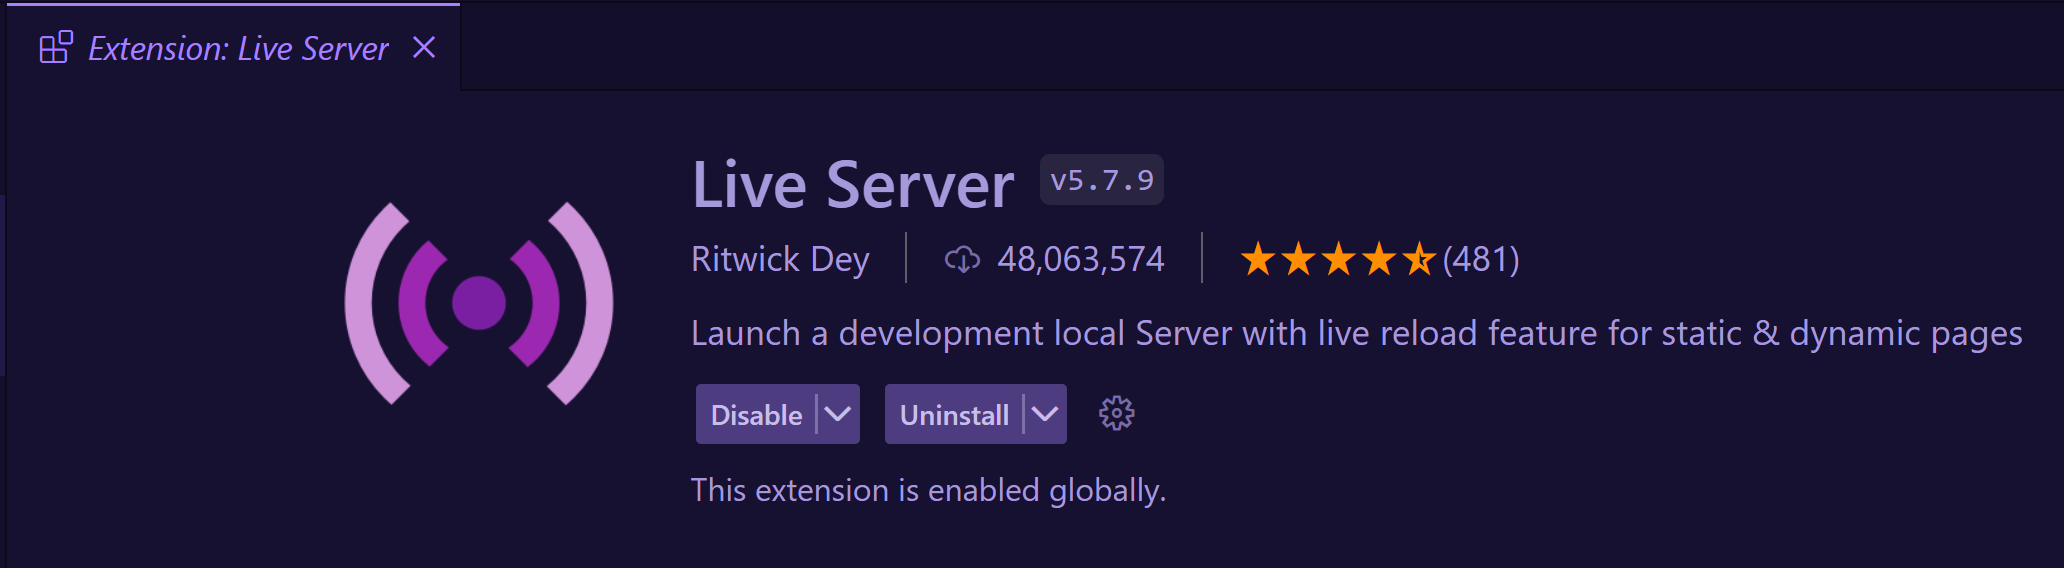 Extension: Live Server
Live Server v5.7.9
Ritwick Dey 48,063,574 (481)
Launch a development local Server with live reload feature for static & dynamic pages
Disable Uninstall
This extension is enabled globally.